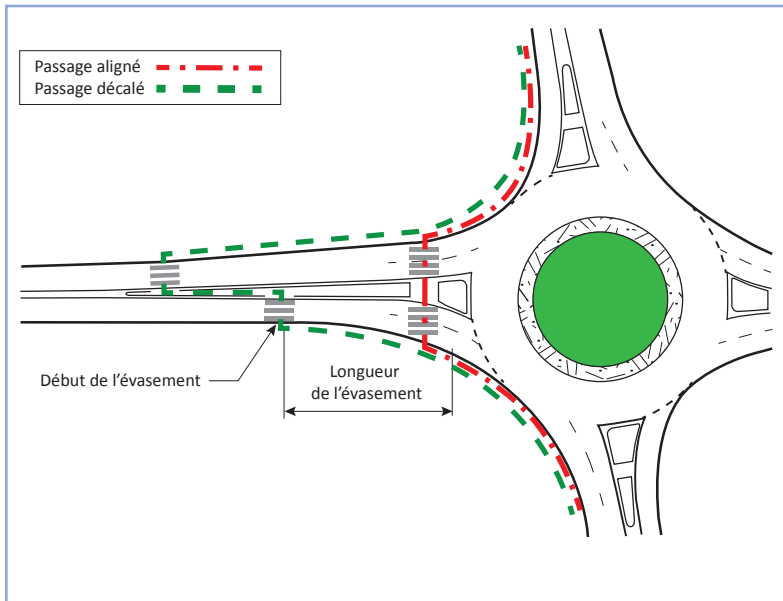 Passage aligné
Passage décalé
Début de l’évasement
Longueur
de l’évasement